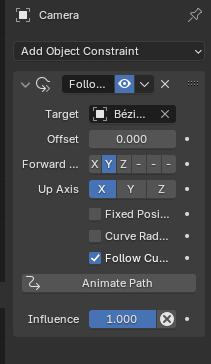 Camera
Add Object Constraint
Follo...
Target Bézi...
Offset 0.000
Forward ... X Y Z - - -
Up Axis X Y Z
Fixed Posi...
Curve Rad...
Follow Cu...
Animate Path
Influence 1.000